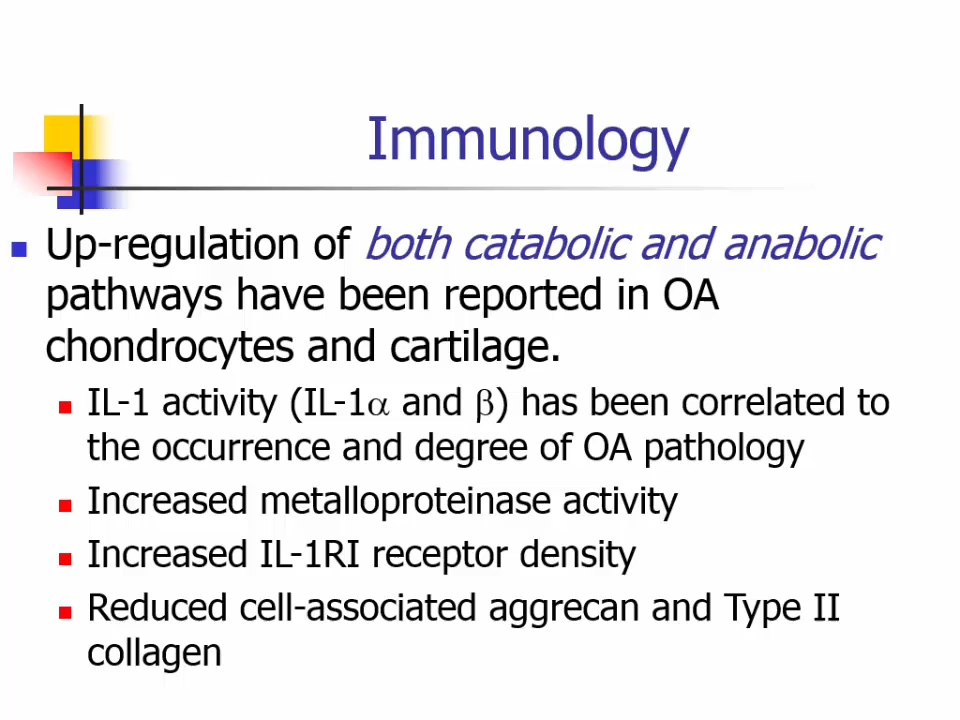 Immunology
Up-regulation of both catabolic and anabolic
pathways have been reported in OA
chondrocytes and cartilage.
IL-1 activity (IL-1α and β) has been correlated to
the occurrence and degree of OA pathology
Increased metalloproteinase activity
Increased IL-1RI receptor density
Reduced cell-associated aggrecan and Type II
collagen